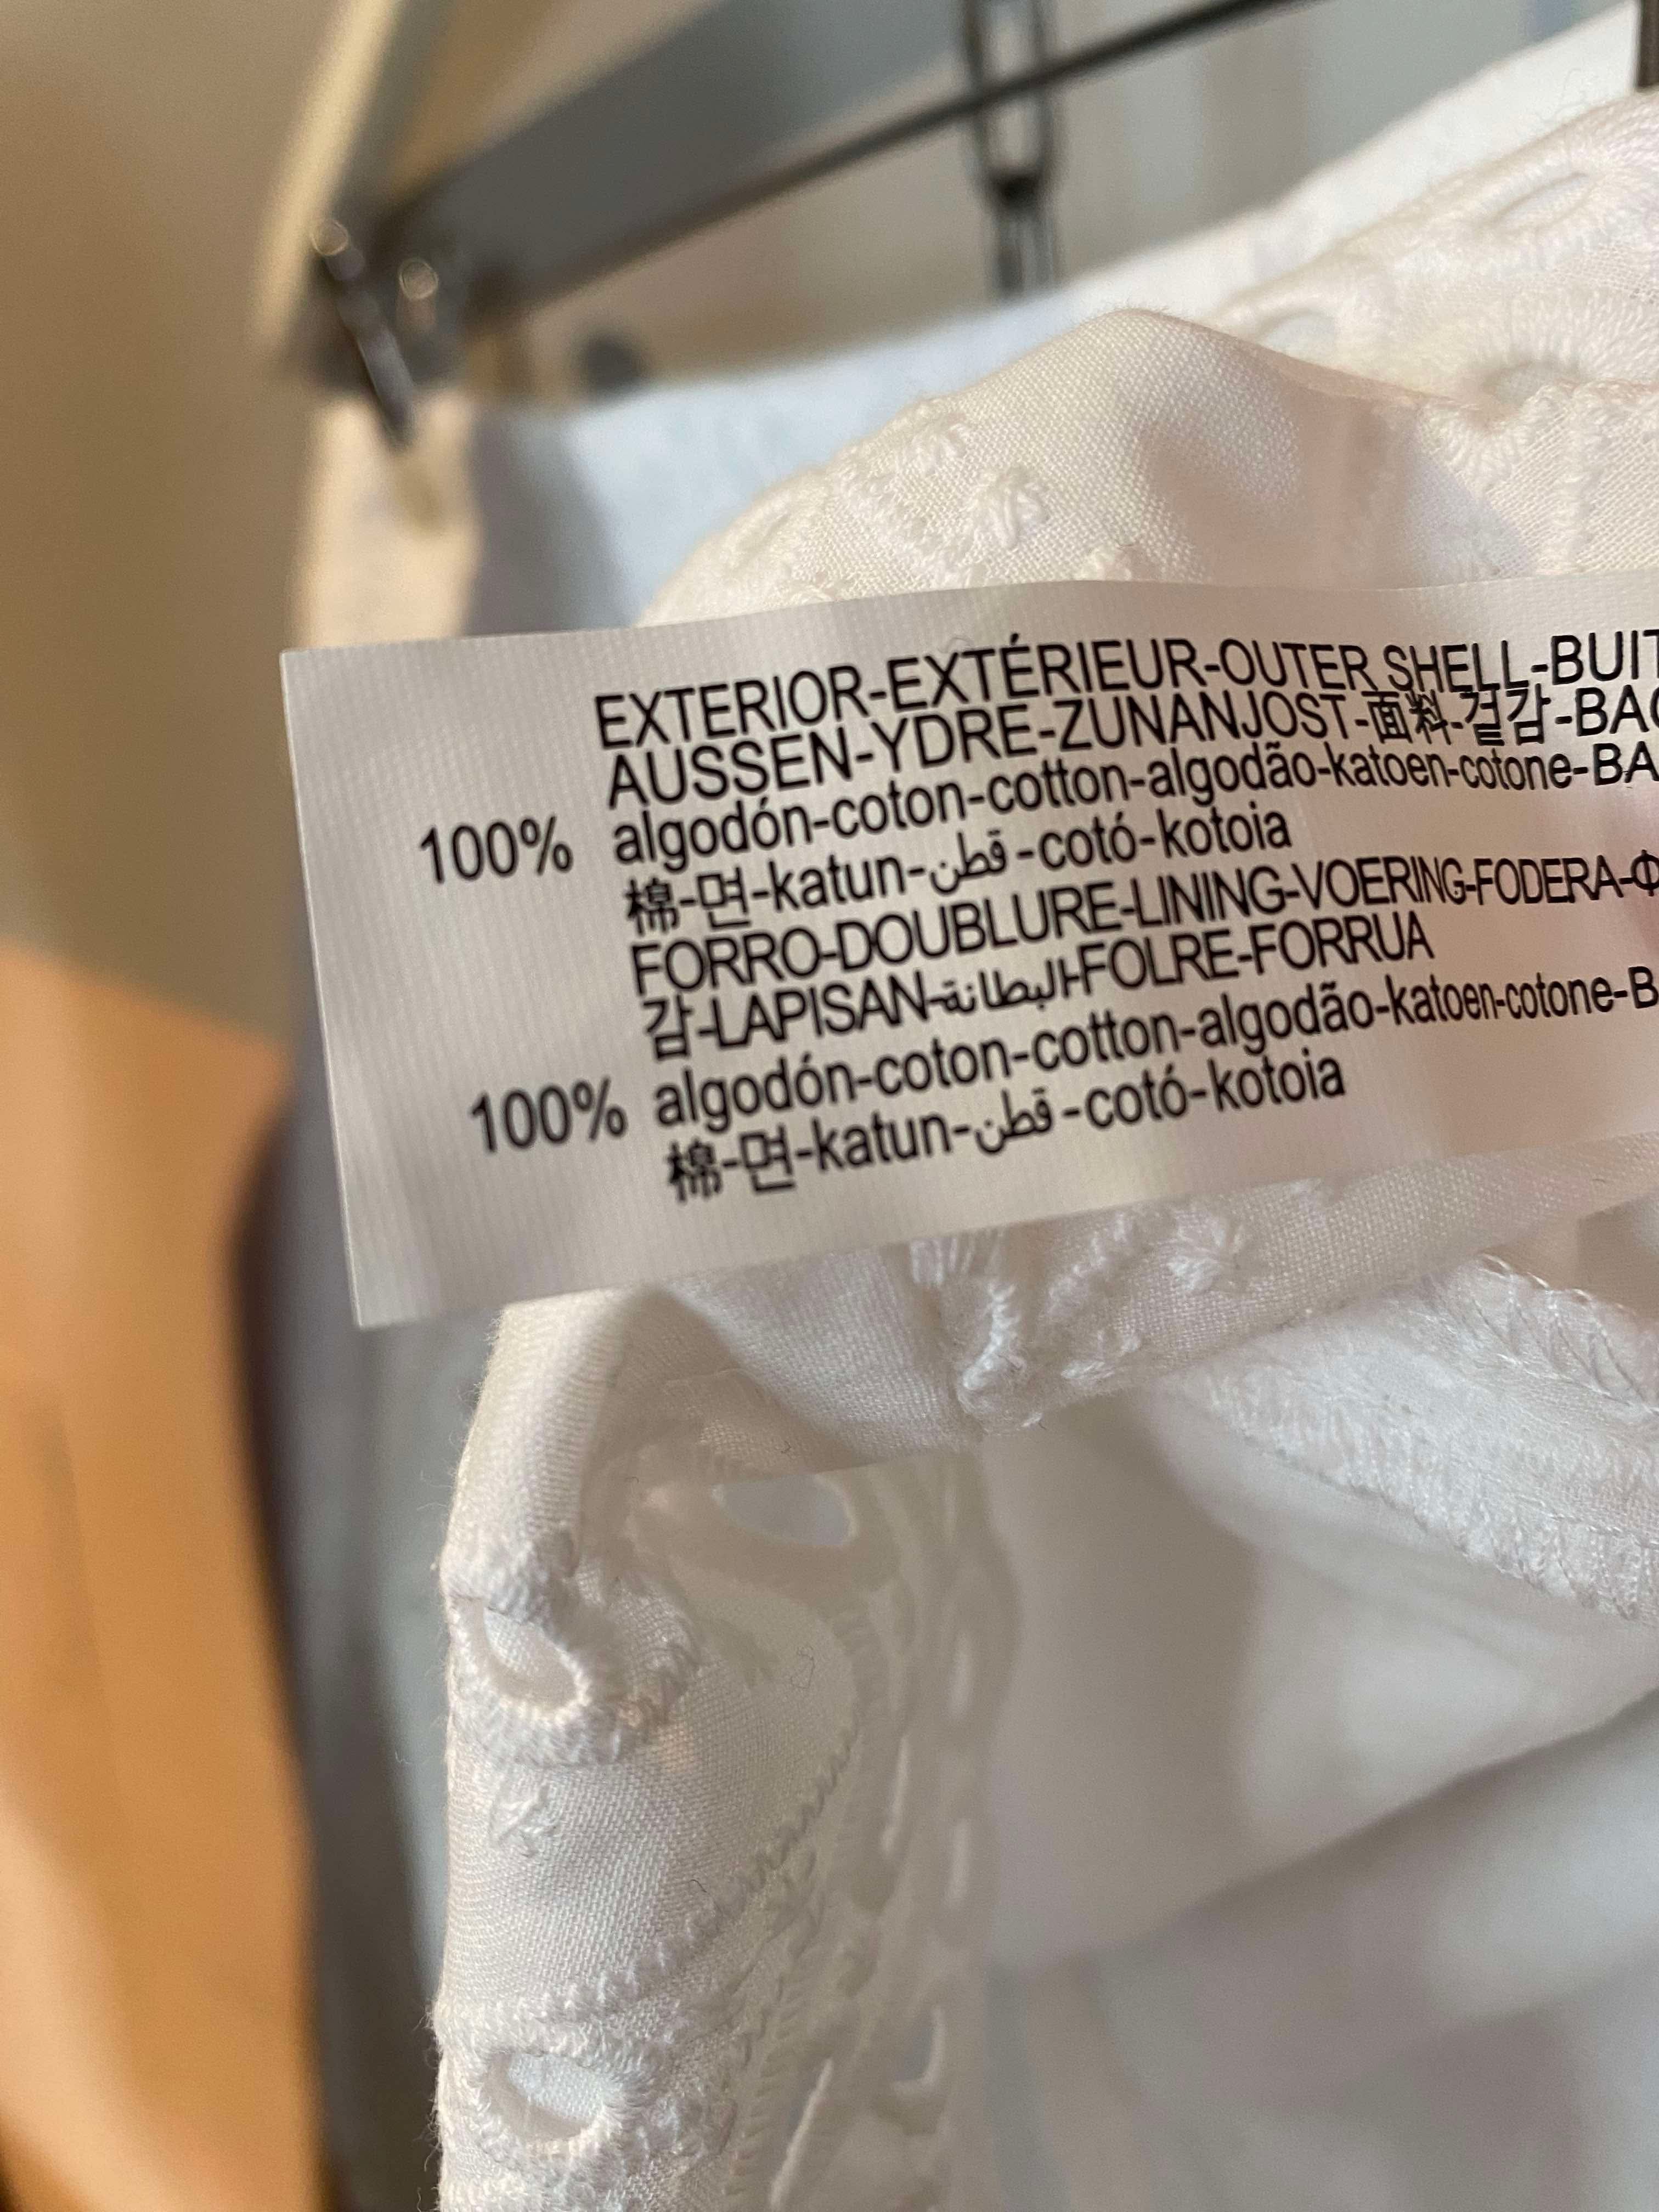 EXTERIOR-EXTÉRIEUR-OUTER SHELL-BUIT
AUSSEN-YDRE-ZUNANJOST-面料-겉감-BA
100% algodón-coton-cotton-algodão-katoen-cotone-BA
棉-면-katun-قطن-cotó-kotoia
FORRO-DOUBLURE-LINING-VOERING-FODERA-Ф
감-LAPISAN-البطانة-FOLRE-FORRUA
100% algodón-coton-cotton-algodão-katoen-cotone-B
棉-면-katun-قطن-cotó-kotoia